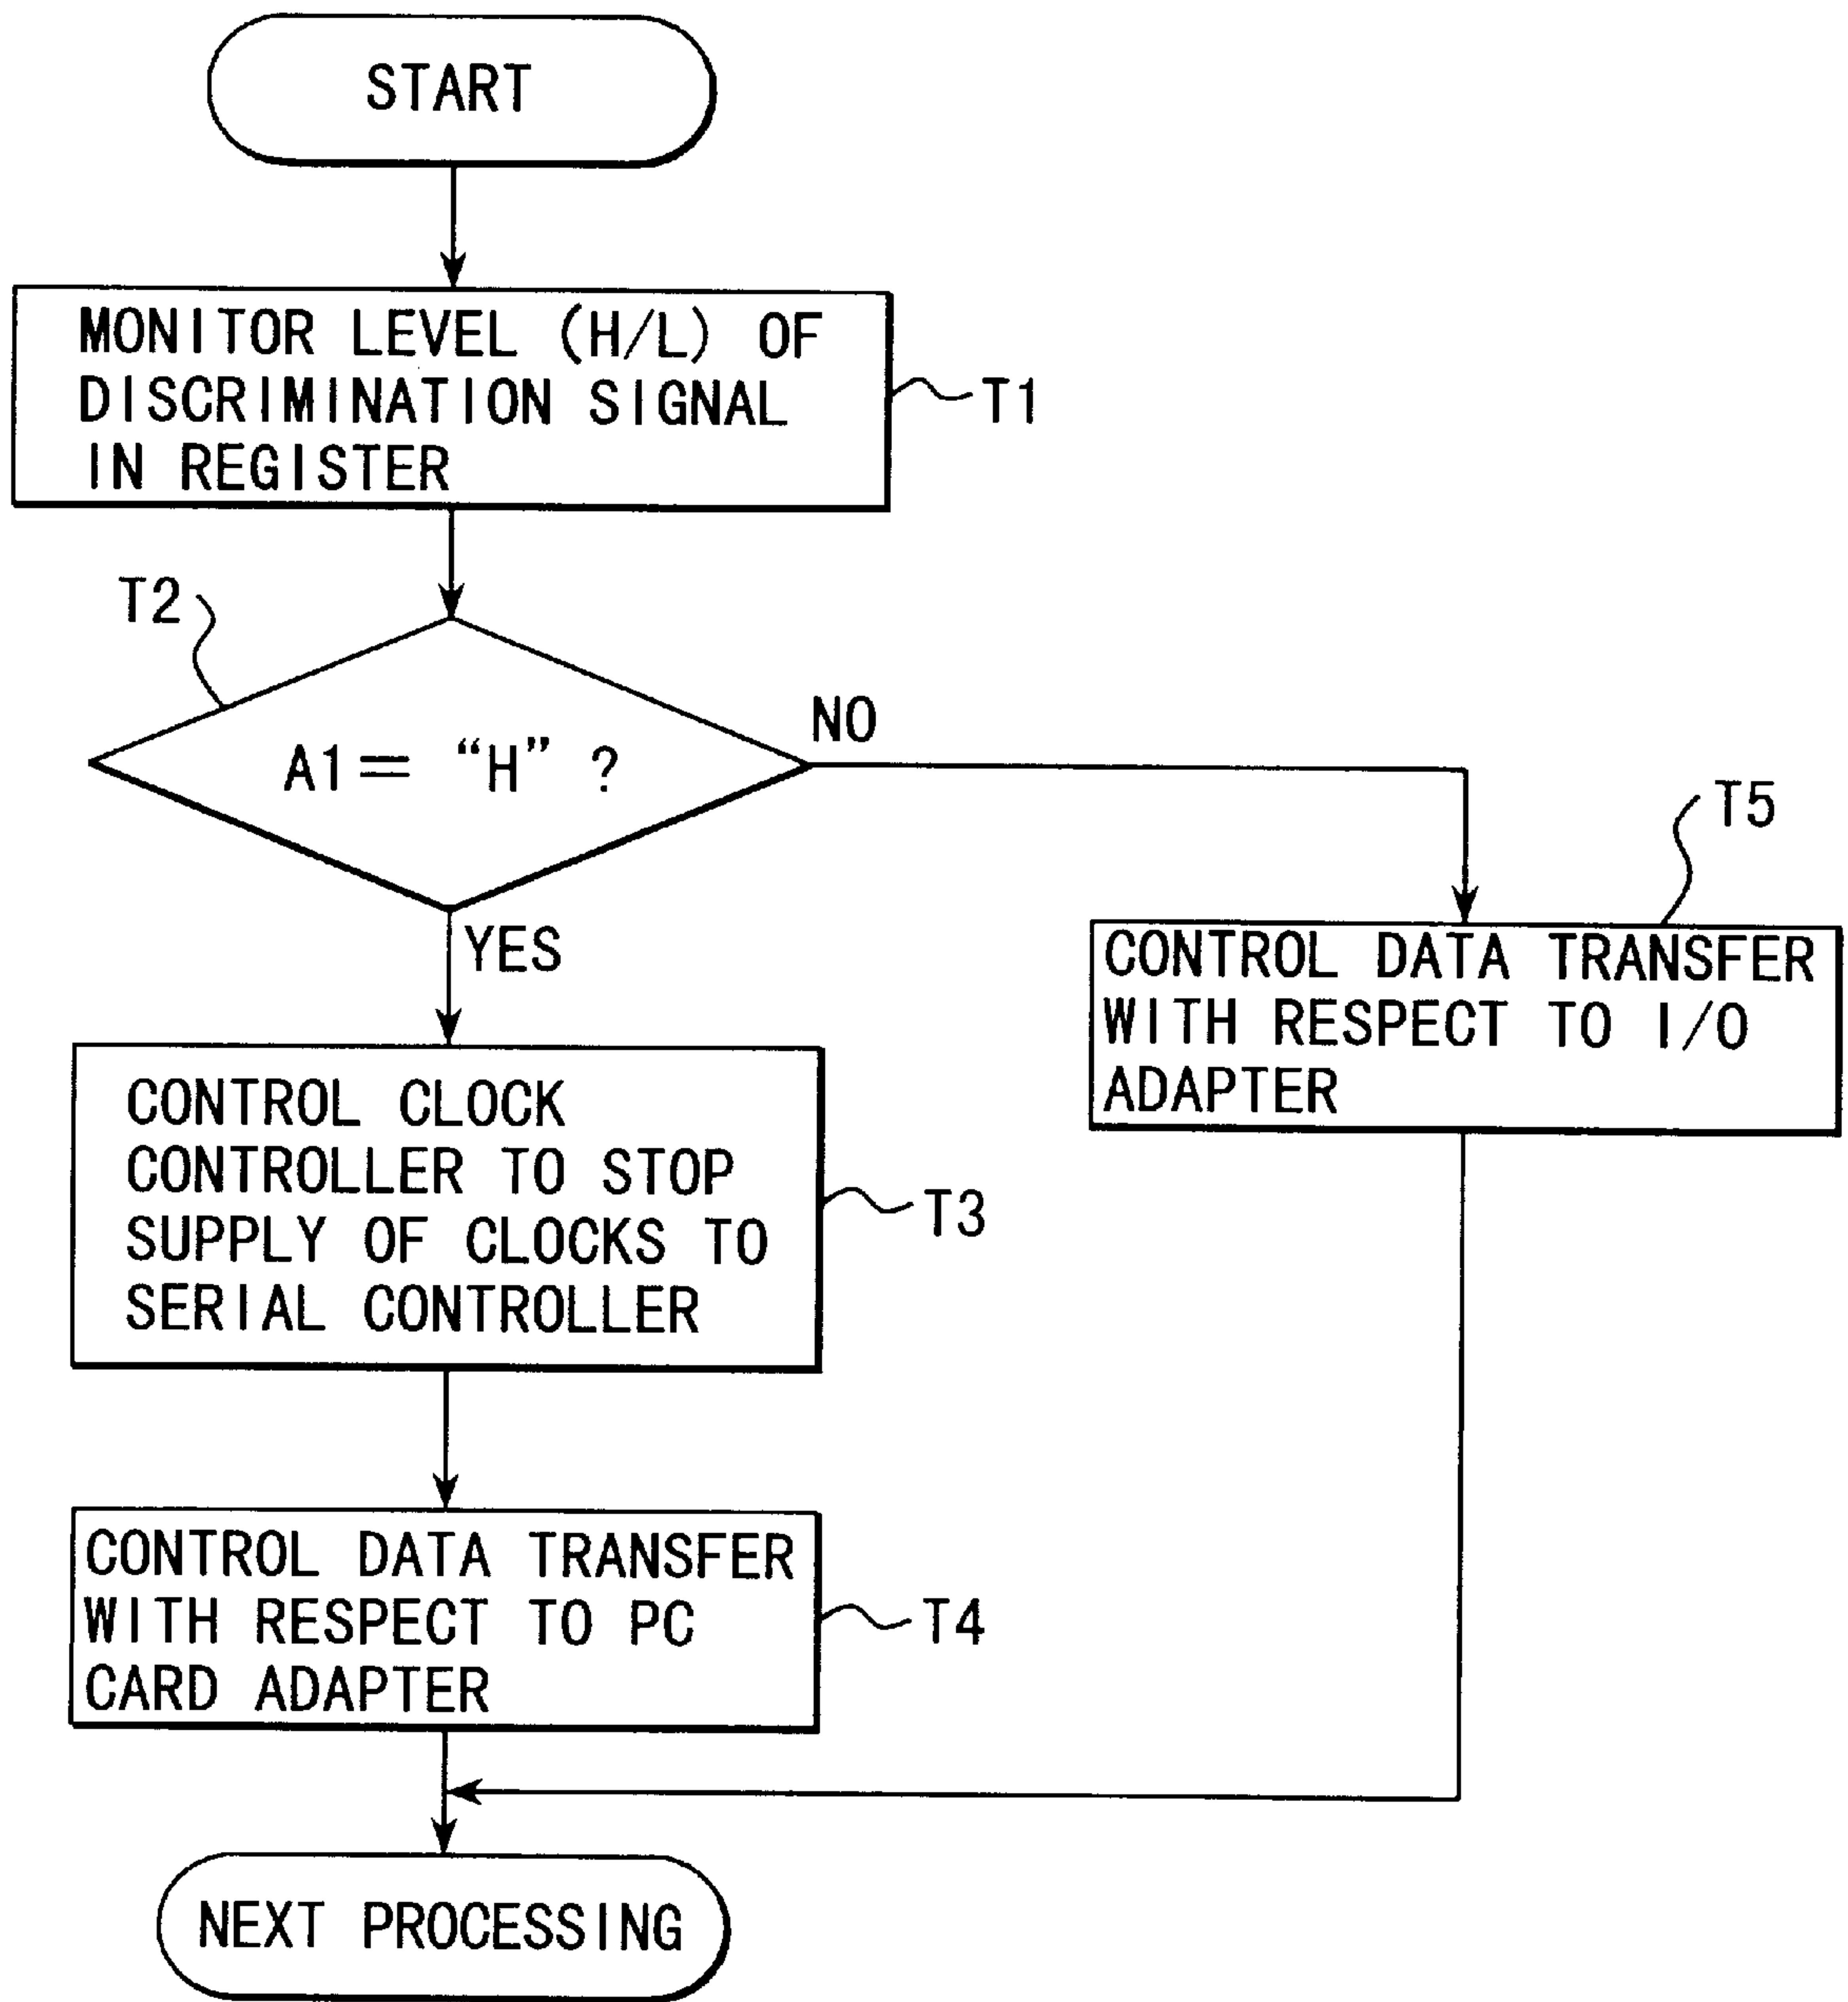 START
MONITOR LEVEL (H/L) OF
DISCRIMINATION SIGNAL
IN REGISTER
T1
T2
A1= “H” ?
NO
YES
T5
CONTROL DATA TRANSFER
WITH RESPECT TO I/O
ADAPTER
CONTROL CLOCK
CONTROLLER TO STOP
SUPPLY OF CLOCKS TO
SERIAL CONTROLLER
T3
CONTROL DATA TRANSFER
WITH RESPECT TO PC
CARD ADAPTER
T4
NEXT PROCESSING